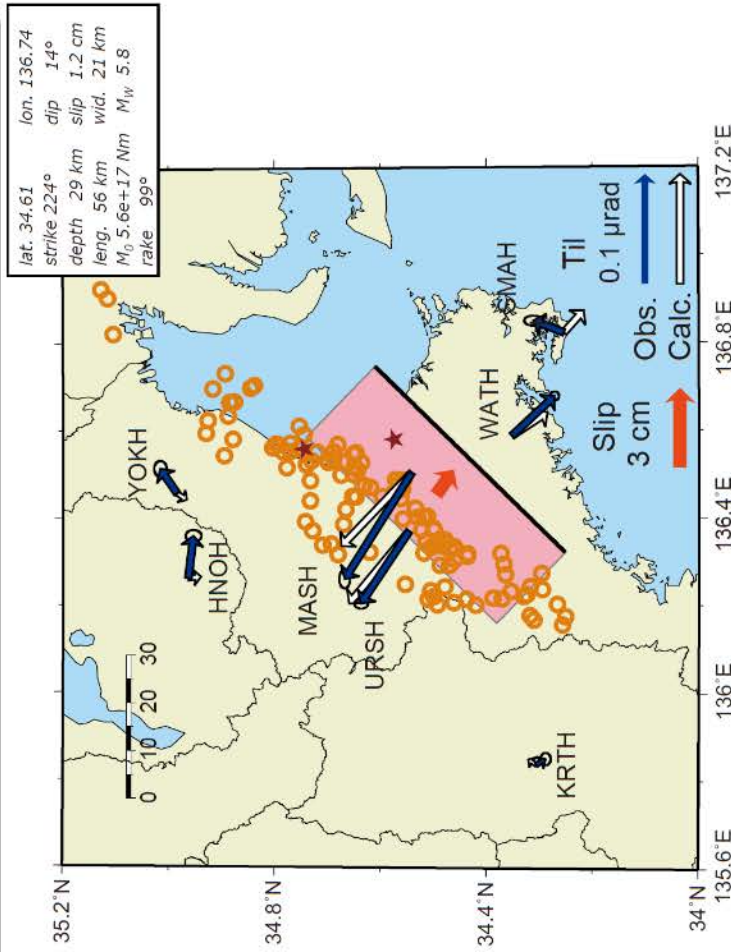 lat. 34.61 lon. 136.74
strike 224° dip 14°
depth 29 km slip 1.2 cm
leng. 56 km wid. 21 km
M₀ 5.6e+17 Nm M_W 5.8
rake 99°
35.2°N
34.8°N
34.4°N
34°N
135.6°E
136°E
136.4°E
136.8°E
137.2°E
0 10 20 30
YOKH
HNOH
MASH
URSH
KRTH
WATH
Slip
3 cm
Til
0.1 μrad
Obs.
Calc.